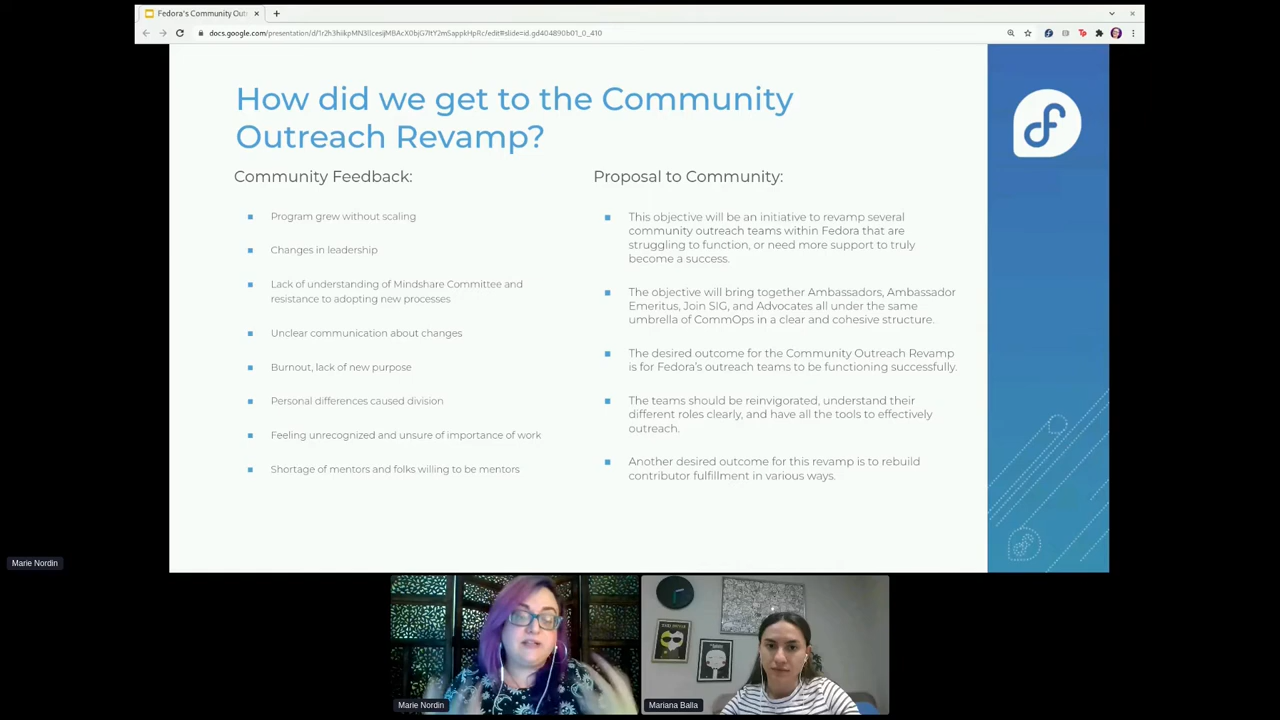 Fedora's Community Out
docs.google.com/presentation/d/1r2h3hiikpMN3IlcesijMBAcX0bjG7ItY2mSappkHpRc/edit#slide=id.gd404890b01_0_410
How did we get to the Community
Outreach Revamp?
Community Feedback:
Program grew without scaling
Changes in leadership
Lack of understanding of Mindshare Committee and
resistance to adopting new processes
Unclear communication about changes
Burnout, lack of new purpose
Personal differences caused division
Feeling unrecognized and unsure of importance of work
Shortage of mentors and folks willing to be mentors
Proposal to Community:
This objective will be an initiative to revamp several
community outreach teams within Fedora that are
struggling to function, or need more support to truly
become a success.
The objective will bring together Ambassadors, Ambassador
Emeritus, Join SIG, and Advocates all under the same
umbrella of CommOps in a clear and cohesive structure.
The desired outcome for the Community Outreach Revamp
is for Fedora's outreach teams to be functioning successfully.
The teams should be reinvigorated, understand their
different roles clearly, and have all the tools to effectively
outreach.
Another desired outcome for this revamp is to rebuild
contributor fulfillment in various ways.
Marie Nordin
Marie Nordin
Mariana Balla